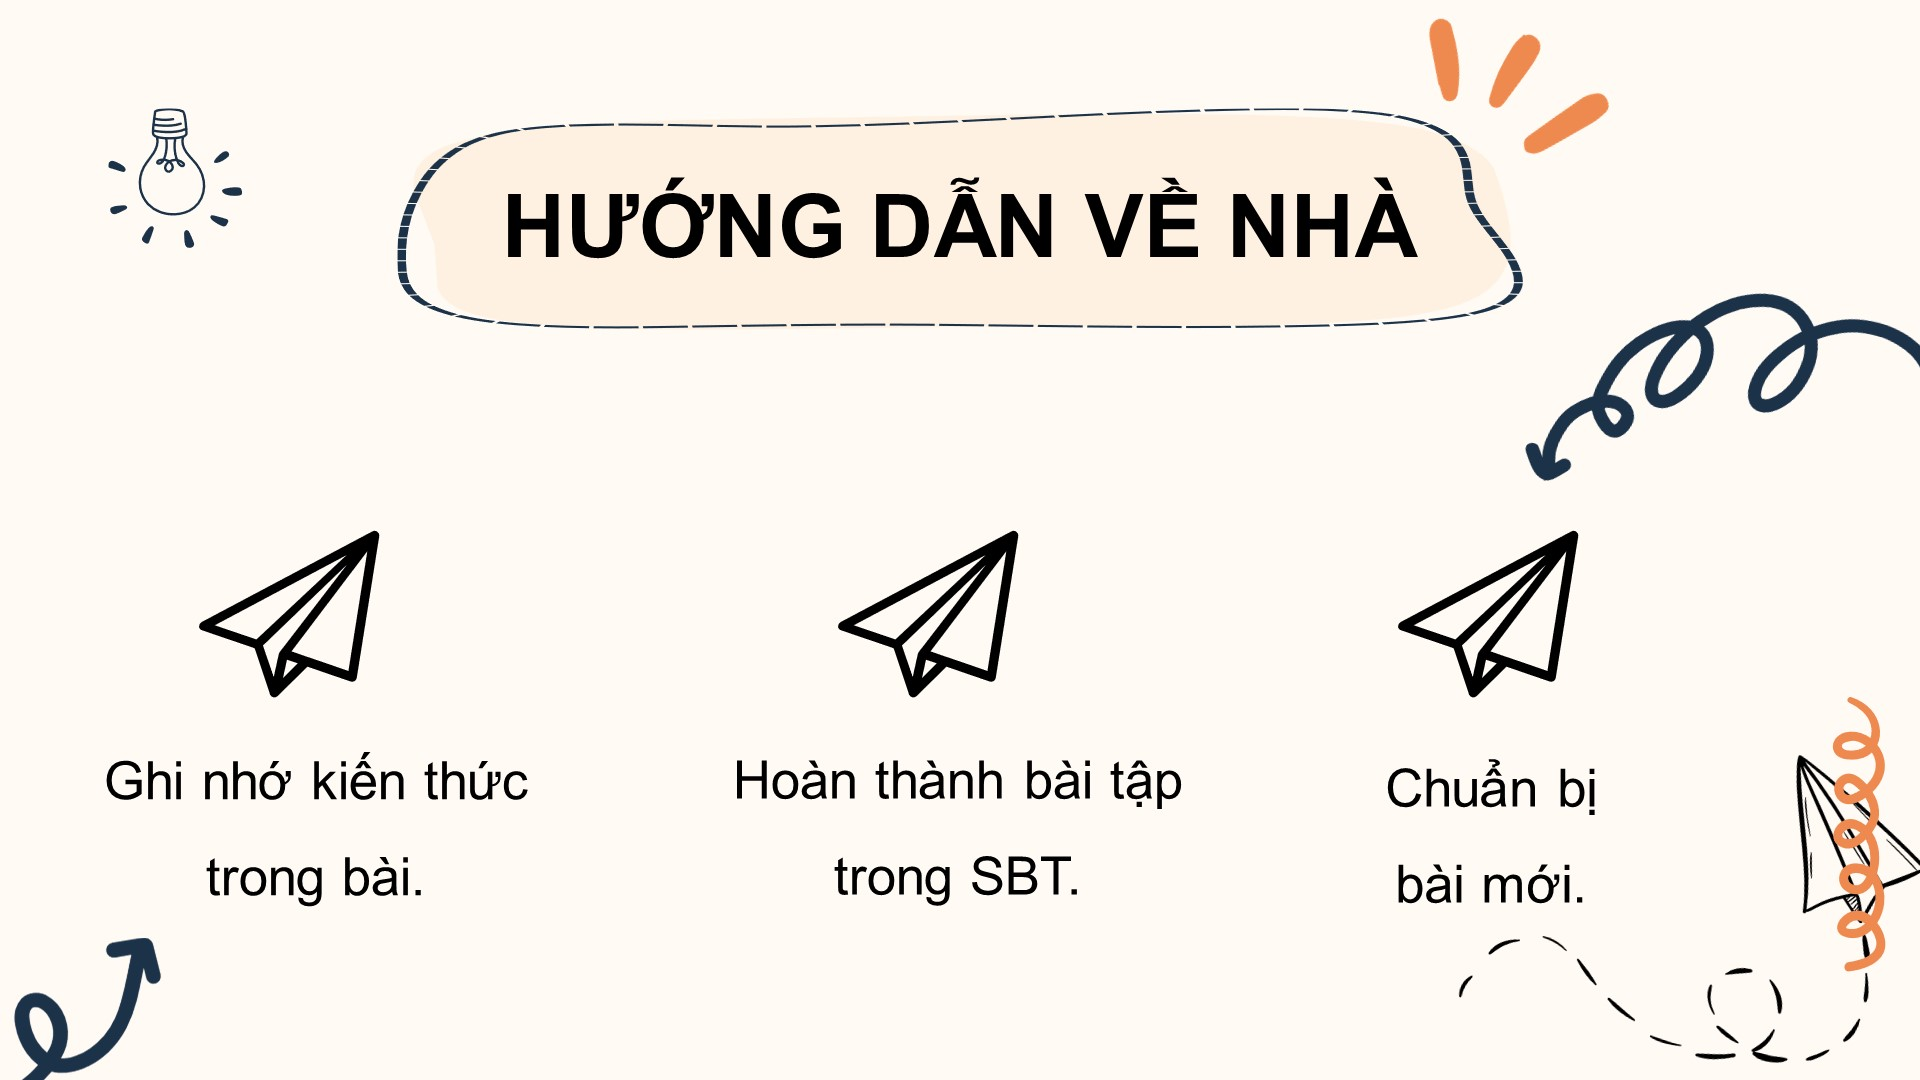 HƯỚNG DẪN VỀ NHÀ
Ghi nhớ kiến thức
trong bài.
Hoàn thành bài tập
trong SBT.
Chuẩn bị
bài mới.